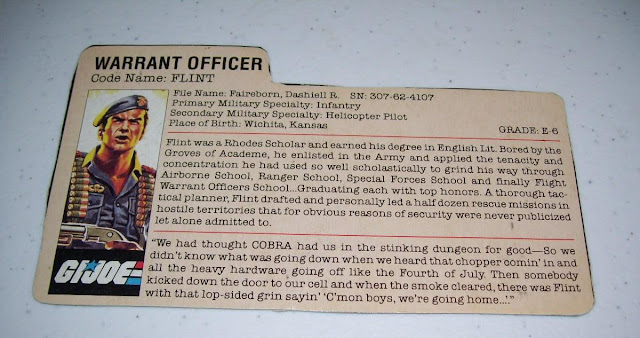 WARRANT OFFICER
Code Name: FLINT
File Name: Faireborn, Dashiell R. SN: 307-62-4107
Primary Military Specialty: Infantry
Secondary Military Specialty: Helicopter Pilot
Place of Birth: Wichita, Kansas
GRADE: E-6
Flint was a Rhodes Scholar and earned his degree in English Lit. Bored by the
Groves of Academe, he enlisted in the Army and applied the tenacity and
concentration he had used so well scholastically to grind his way through
Airborne School, Ranger School, Special Forces School and finally Flight
Warrant Officers School...Graduating each with top honors. A thorough tac-
tical planner, Flint drafted and personally led a half dozen rescue missions in
hostile territories that for obvious reasons of security were never publicized
let alone admitted to.
"We had thought COBRA had us in the stinking dungeon for good—So we
didn't know what was going down when we heard that chopper comin' in and
all the heavy hardware going off like the Fourth of July. Then somebody
kicked down the door to our cell and when the smoke cleared, there was Flint
with that lop-sided grin sayin' 'C'mon boys, we're going home...'"
GI JOE